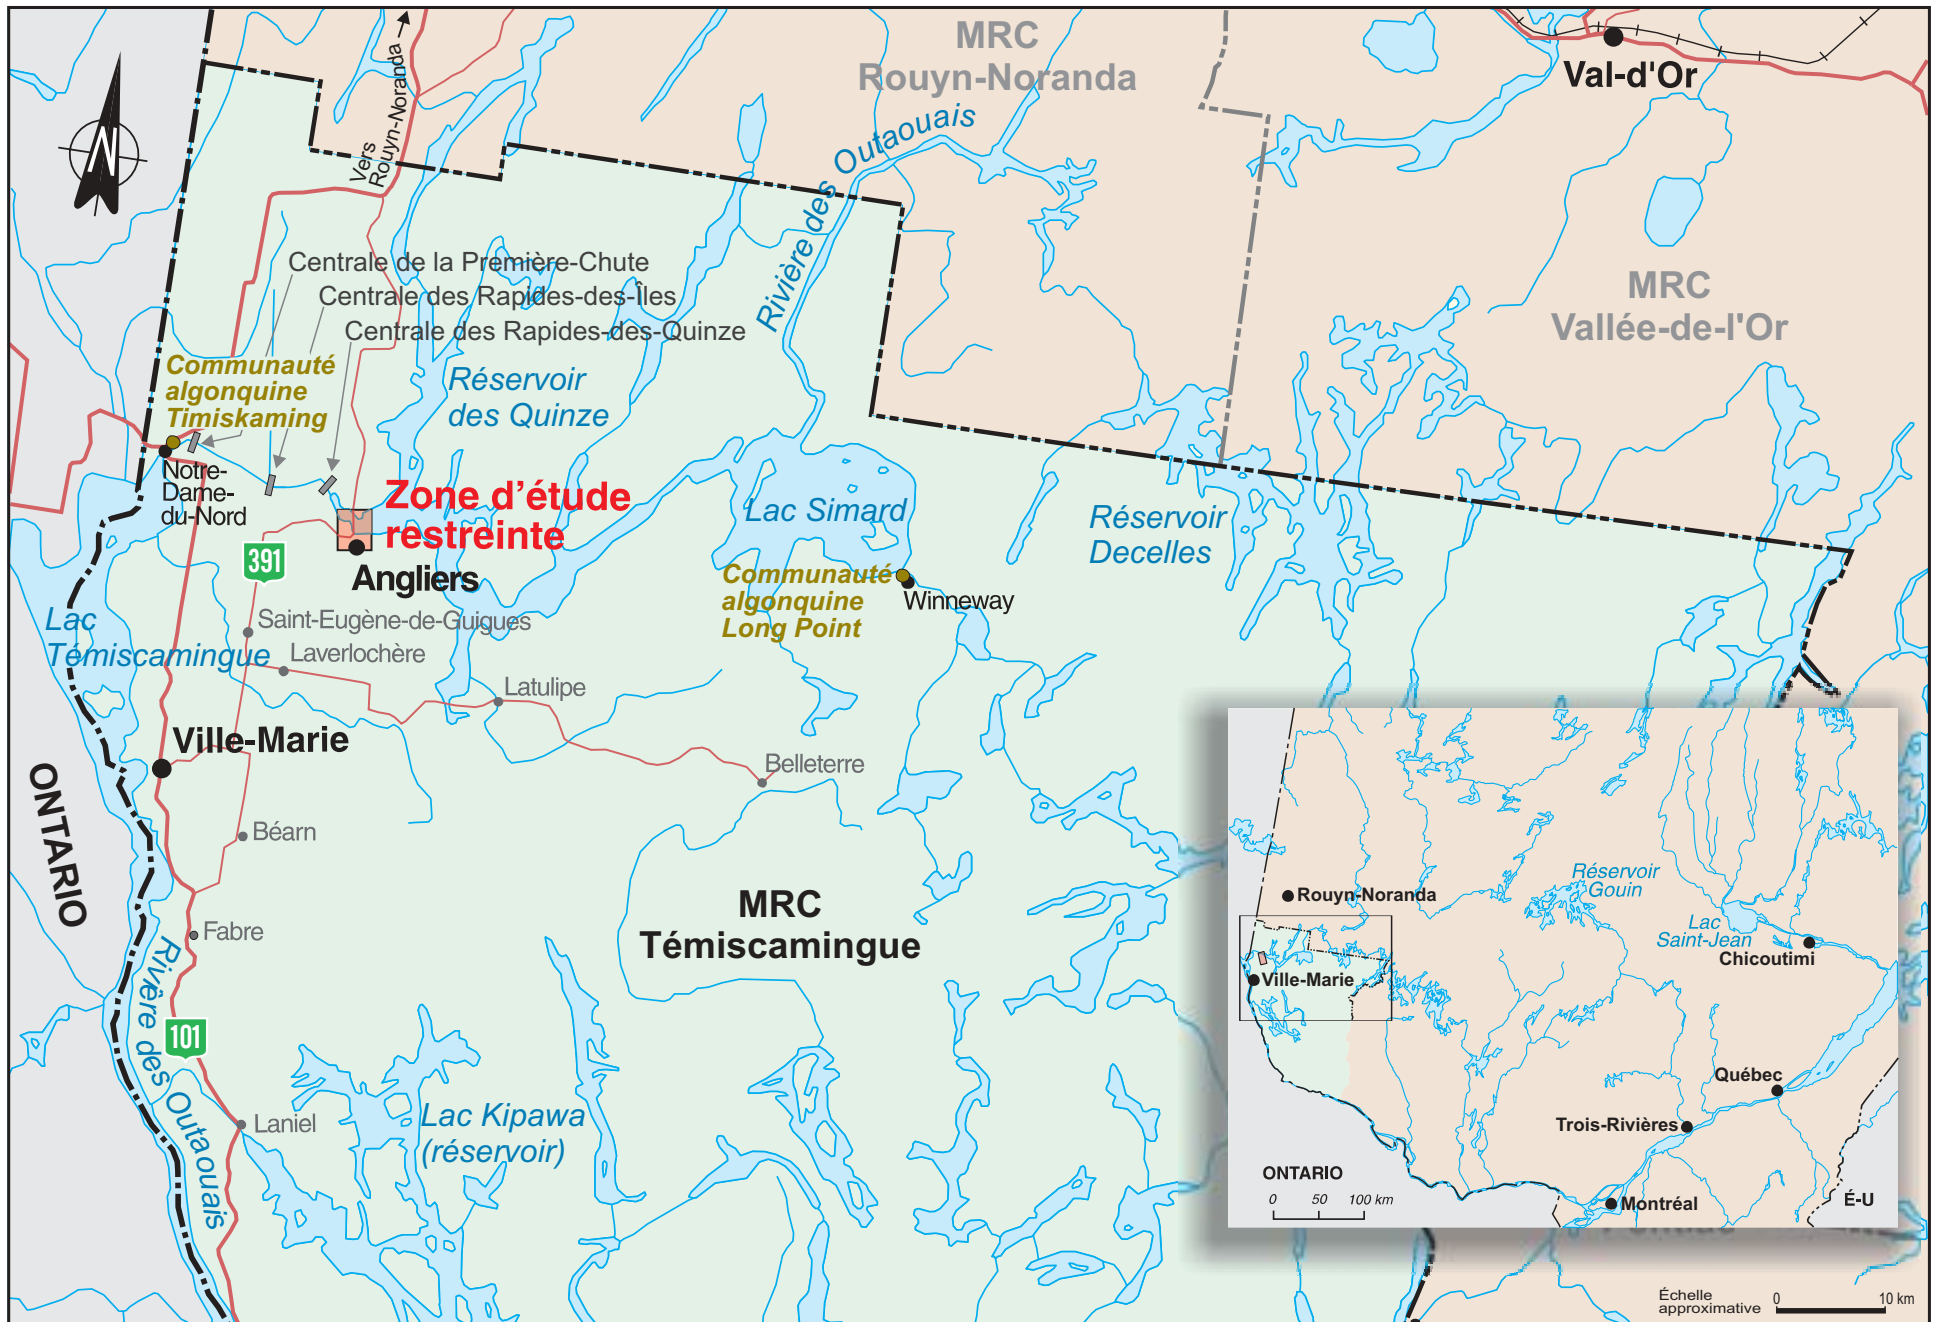 MRC
Rouyn-Noranda
Val-d'Or
Vers
Rouyn-Noranda
N
Rivière des Outaouais
Centrale de la Première-Chute
Centrale des Rapides-des-Îles
Centrale des Rapides-des-Quinze
MRC
Vallée-de-l'Or
Communauté
algonquine
Timiskaming
Réservoir
des Quinze
Notre-
Dame-
du-Nord
Zone d'étude
restreinte
Lac Simard
Réservoir
Decelles
391
Angliers
Communauté
algonquine
Long Point
Winneway
Lac
Témiscamingue
Saint-Eugène-de-Guigues
Laverlochère
Latulipe
Ville-Marie
Belleterre
ONTARIO
Béarn
MRC
Témiscamingue
Fabre
Rivière des Outaouais
101
Laniel
Lac Kipawa
(réservoir)
Réservoir
Gouin
Rouyn-Noranda
Lac
Saint-Jean
Chicoutimi
Ville-Marie
Québec
Trois-Rivières
ONTARIO
0 50 100 km
Montréal
É-U
Échelle
approximative
0 10 km